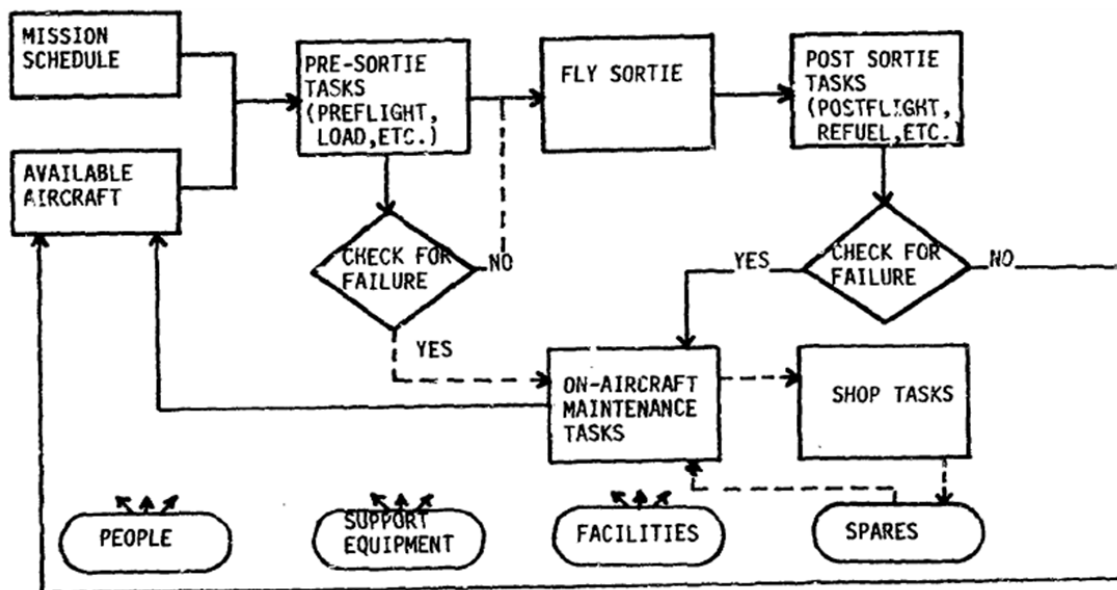 MISSION
SCHEDULE
PRE-SORTIE
TASKS
(PREFLIGHT,
LOAD,ETC.)
FLY SORTIE
POST SORTIE
TASKS
(POSTFLIGHT,
REFUEL,ETC.)
AVAILABLE
AIRCRAFT
CHECK FOR
FAILURE
NO
YES
YES
CHECK FOR
FAILURE
NO
ON-AIRCRAFT
MAINTENANCE
TASKS
SHOP TASKS
PEOPLE
SUPPORT
EQUIPMENT
FACILITIES
SPARES